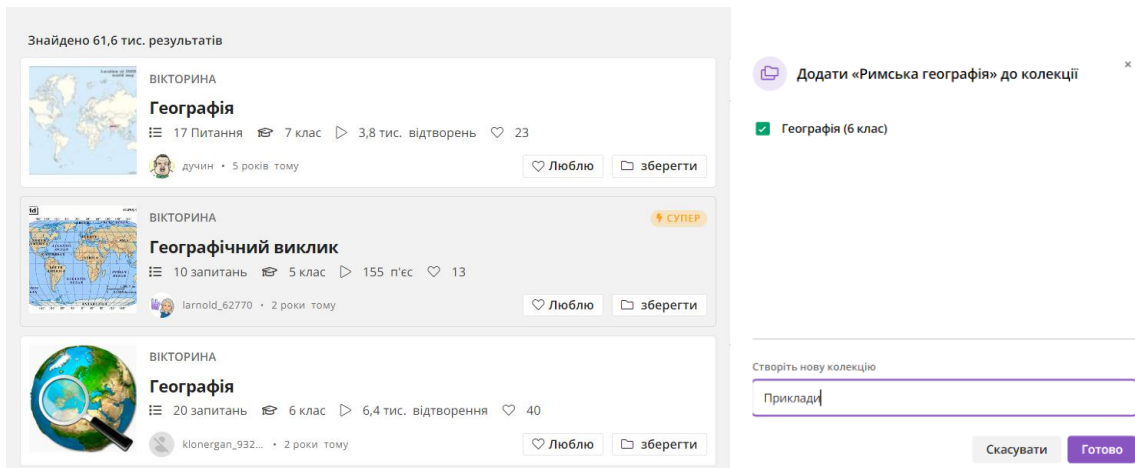 Знайдено 61,6 тис. результатів
ВІКТОРИНА
Географія
17 Питання 7 клас 3,8 тис. відтворень 23
дучин • 5 років тому
Люблю зберегти
ВІКТОРИНА
СУПЕР
Географічний виклик
10 запитань 5 клас 155 п'єс 13
larnold_62770 • 2 роки тому
Люблю зберегти
ВІКТОРИНА
Географія
20 запитань 6 клас 6,4 тис. відтворення 40
klonergan_932... • 2 роки тому
Люблю зберегти
Додати «Римська географія» до колекції
×
Географія (6 клас)
Створіть нову колекцію
Приклади
Скасувати Готово